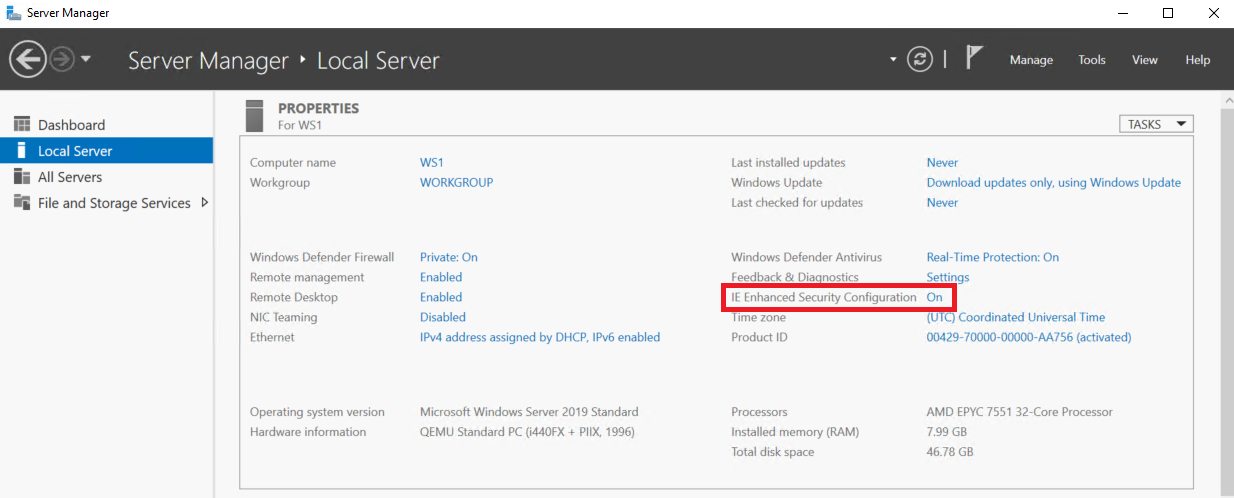 Server Manager
Server Manager ‣ Local Server
Manage Tools View Help
Dashboard
Local Server
All Servers
File and Storage Services
PROPERTIES
For WS1
TASKS
Computer name WS1
Workgroup WORKGROUP
Last installed updates Never
Windows Update Download updates only, using Windows Update
Last checked for updates Never
Windows Defender Firewall Private: On
Remote management Enabled
Remote Desktop Enabled
NIC Teaming Disabled
Ethernet IPv4 address assigned by DHCP, IPv6 enabled
Windows Defender Antivirus Real-Time Protection: On
Feedback & Diagnostics Settings
IE Enhanced Security Configuration On
Time zone (UTC) Coordinated Universal Time
Product ID 00429-70000-00000-AA756 (activated)
Operating system version Microsoft Windows Server 2019 Standard
Hardware information QEMU Standard PC (i440FX + PIIX, 1996)
Processors AMD EPYC 7551 32-Core Processor
Installed memory (RAM) 7.99 GB
Total disk space 46.78 GB